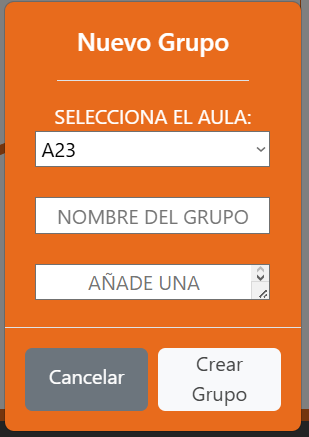 Nuevo Grupo
SELECCIONA EL AULA:
A23
NOMBRE DEL GRUPO
AÑADE UNA
Cancelar
Crear
Grupo